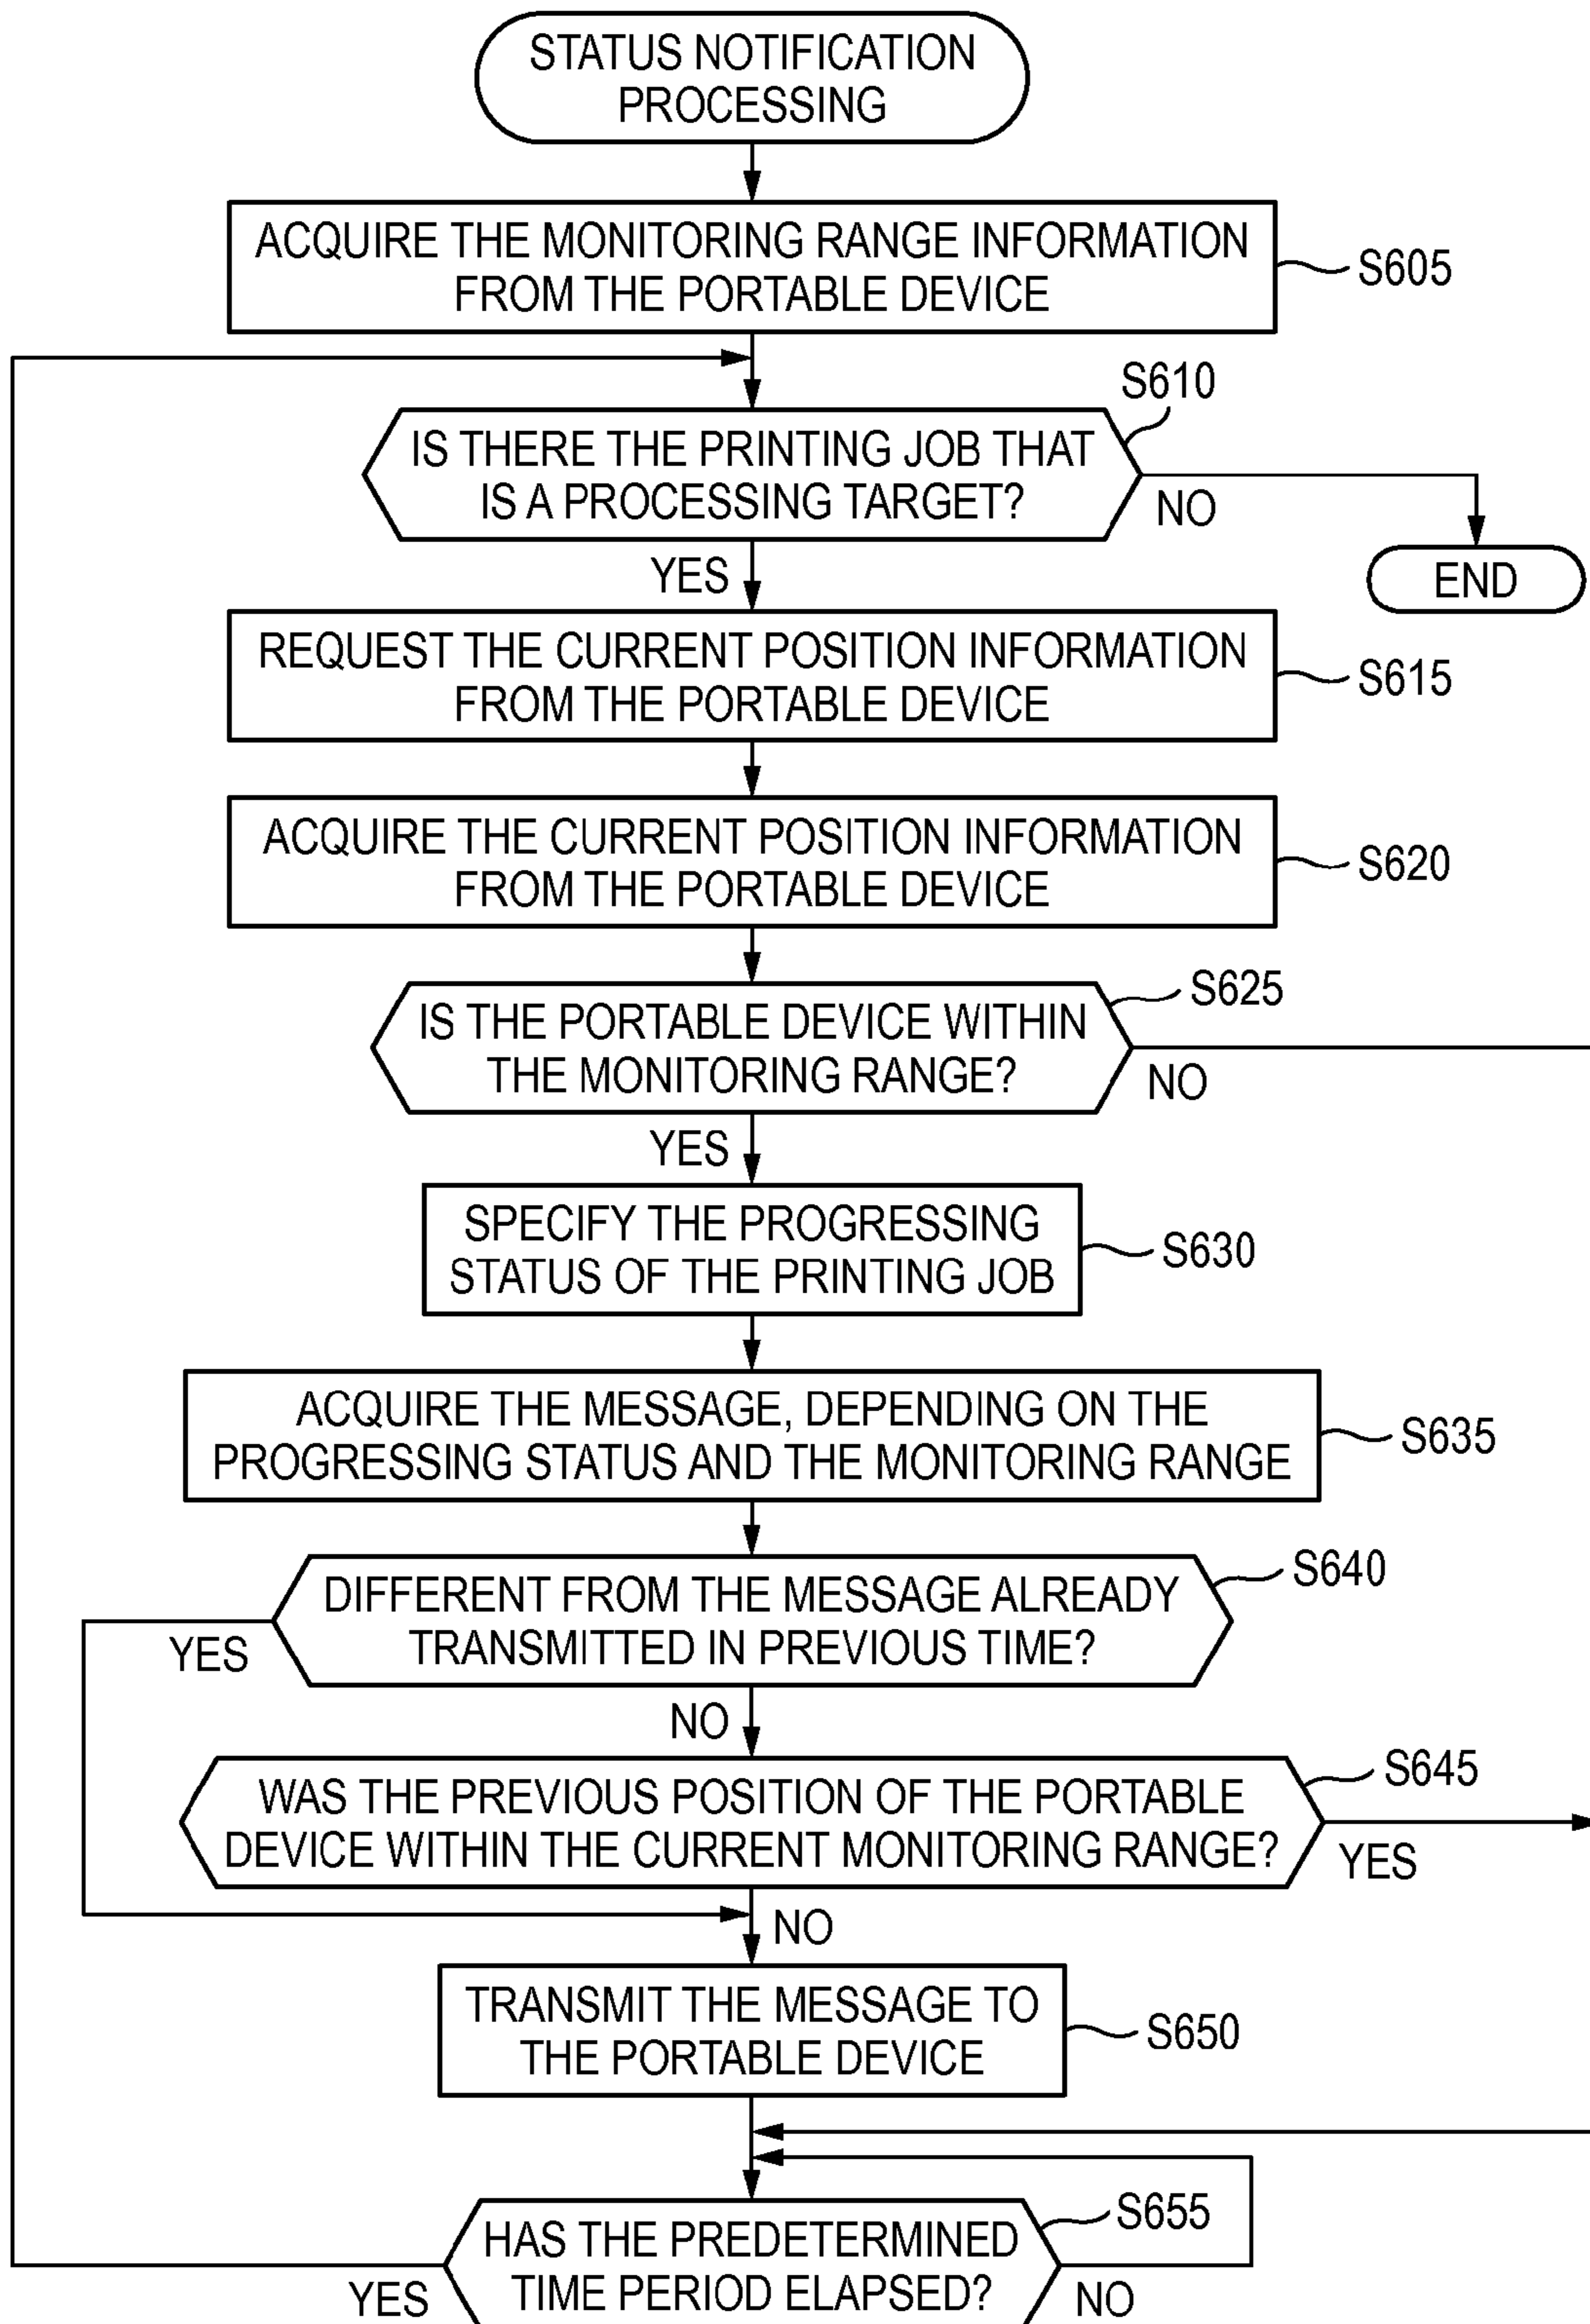 STATUS NOTIFICATION
PROCESSING
ACQUIRE THE MONITORING RANGE INFORMATION
FROM THE PORTABLE DEVICE
S605
S610
IS THERE THE PRINTING JOB THAT
IS A PROCESSING TARGET?
NO
YES
END
REQUEST THE CURRENT POSITION INFORMATION
FROM THE PORTABLE DEVICE
S615
ACQUIRE THE CURRENT POSITION INFORMATION
FROM THE PORTABLE DEVICE
S620
S625
IS THE PORTABLE DEVICE WITHIN
THE MONITORING RANGE?
NO
YES
SPECIFY THE PROGRESSING
STATUS OF THE PRINTING JOB
S630
ACQUIRE THE MESSAGE, DEPENDING ON THE
PROGRESSING STATUS AND THE MONITORING RANGE
S635
S640
DIFFERENT FROM THE MESSAGE ALREADY
TRANSMITTED IN PREVIOUS TIME?
YES
NO
S645
WAS THE PREVIOUS POSITION OF THE PORTABLE
DEVICE WITHIN THE CURRENT MONITORING RANGE?
YES
NO
TRANSMIT THE MESSAGE TO
THE PORTABLE DEVICE
S650
S655
HAS THE PREDETERMINED
TIME PERIOD ELAPSED?
YES
NO